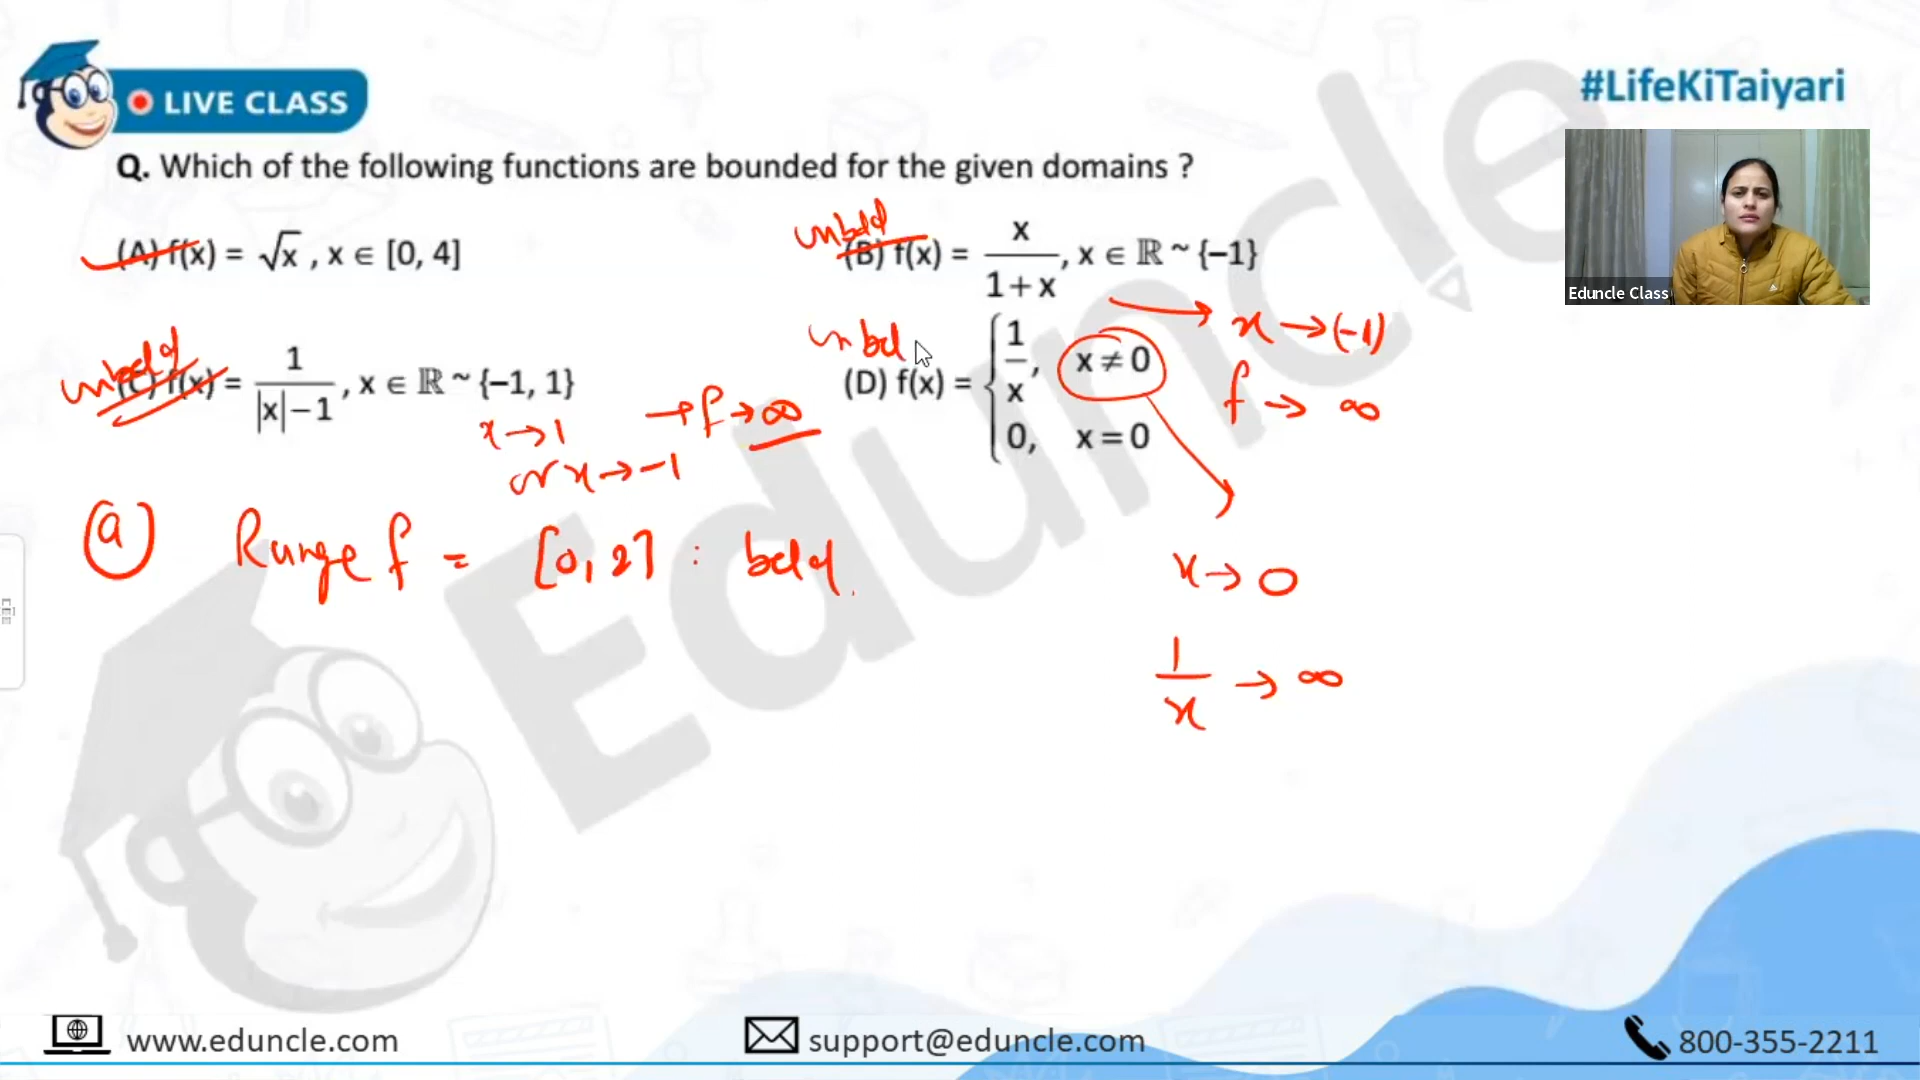 LIVE CLASS
#LifeKiTaiyari
Q. Which of the following functions are bounded for the given domains ?
unbdd
(A) f(x) = √x , x ∈ [0, 4]
(B) f(x) = x/(1+x), x ∈ ℝ ~ {–1}
Eduncle Class
x → (-1)
f → ∞
unbdd
(C) f(x) = 1/(|x|–1), x ∈ ℝ ~ {–1, 1}
x → 1 → f → ∞
or x → -1
unbd
(D) f(x) = { 1/x, x ≠ 0
0, x = 0
(a) Range f = [0, 2] : bdd.
x → 0
1/x → ∞
Eduncle
www.eduncle.com
support@eduncle.com
800-355-2211